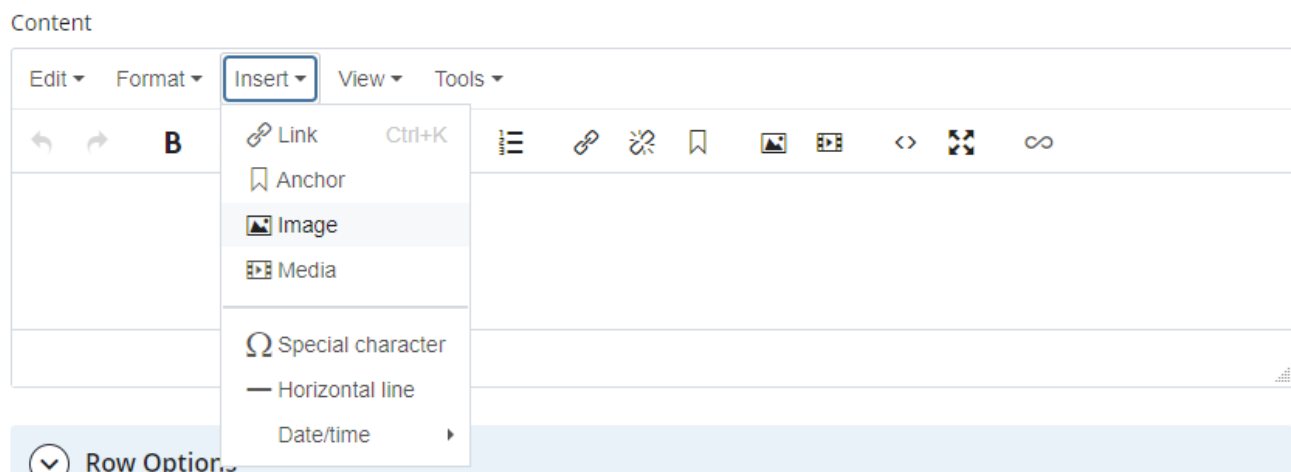 Content
Edit Format Insert View Tools
B
Link Ctrl+K
Anchor
Image
Media
Ω Special character
Horizontal line
Date/time
Row Options